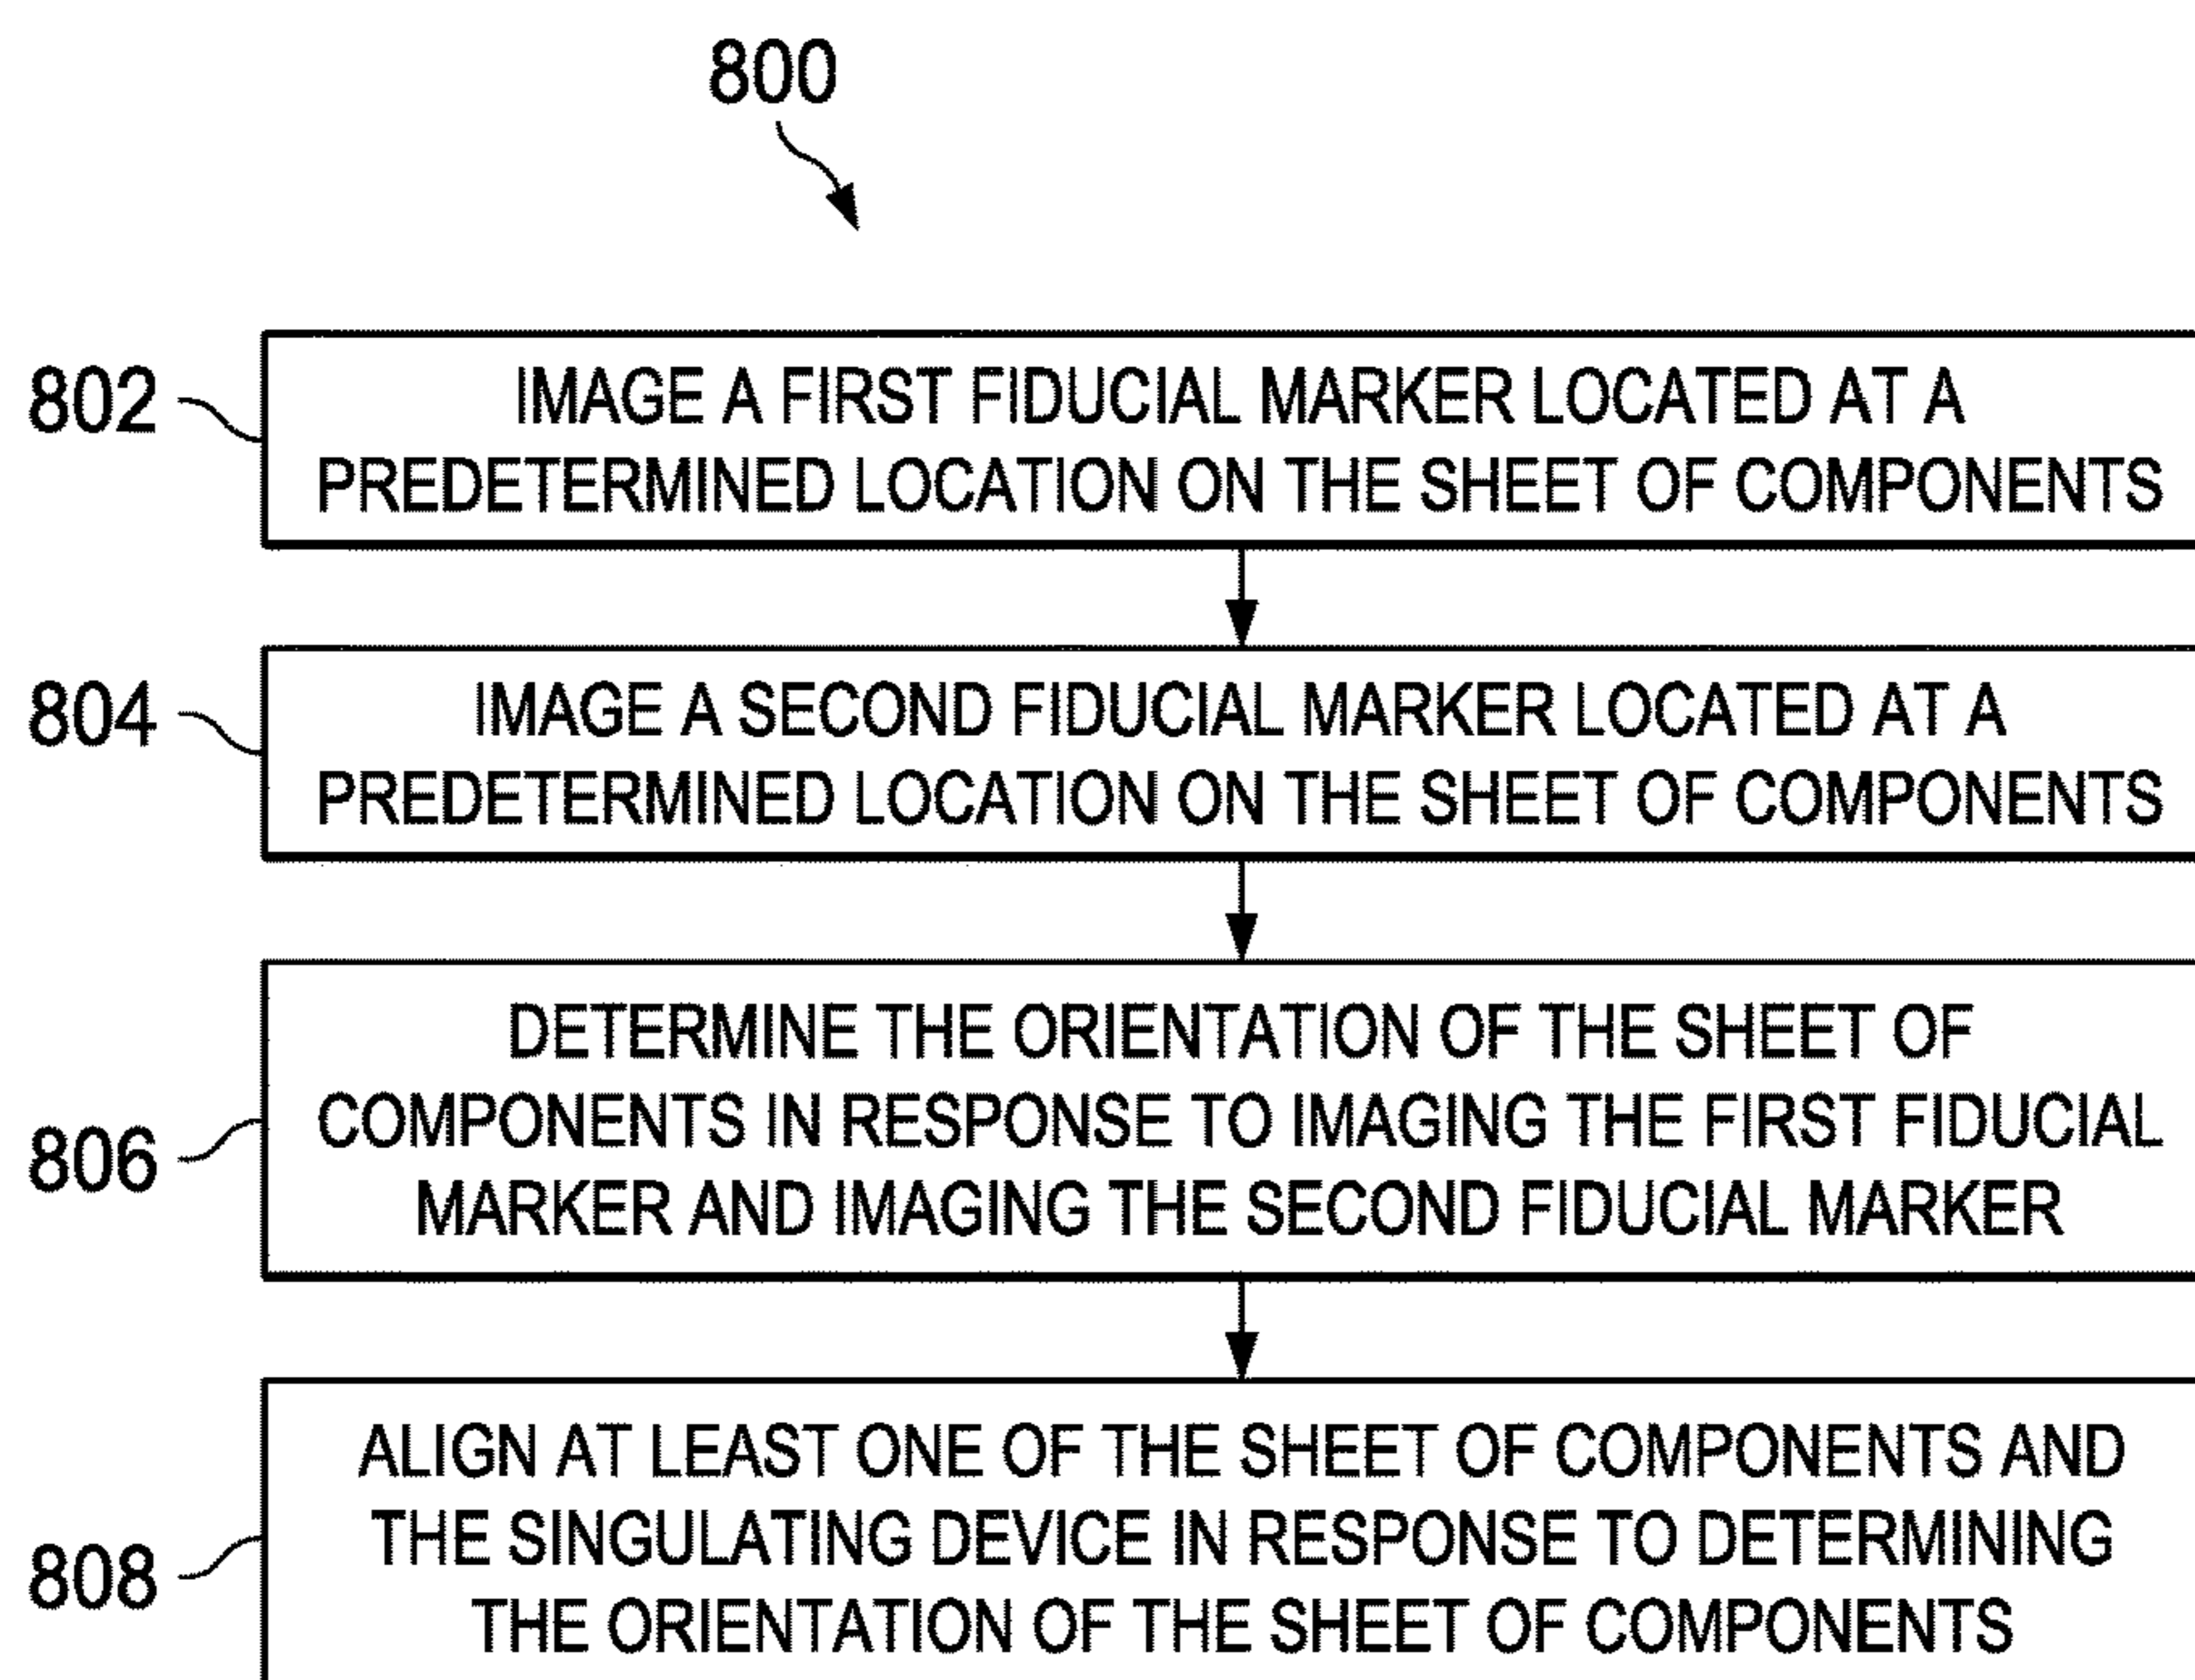 800
802
IMAGE A FIRST FIDUCIAL MARKER LOCATED AT A
PREDETERMINED LOCATION ON THE SHEET OF COMPONENTS
804
IMAGE A SECOND FIDUCIAL MARKER LOCATED AT A
PREDETERMINED LOCATION ON THE SHEET OF COMPONENTS
806
DETERMINE THE ORIENTATION OF THE SHEET OF
COMPONENTS IN RESPONSE TO IMAGING THE FIRST FIDUCIAL
MARKER AND IMAGING THE SECOND FIDUCIAL MARKER
808
ALIGN AT LEAST ONE OF THE SHEET OF COMPONENTS AND
THE SINGULATING DEVICE IN RESPONSE TO DETERMINING
THE ORIENTATION OF THE SHEET OF COMPONENTS